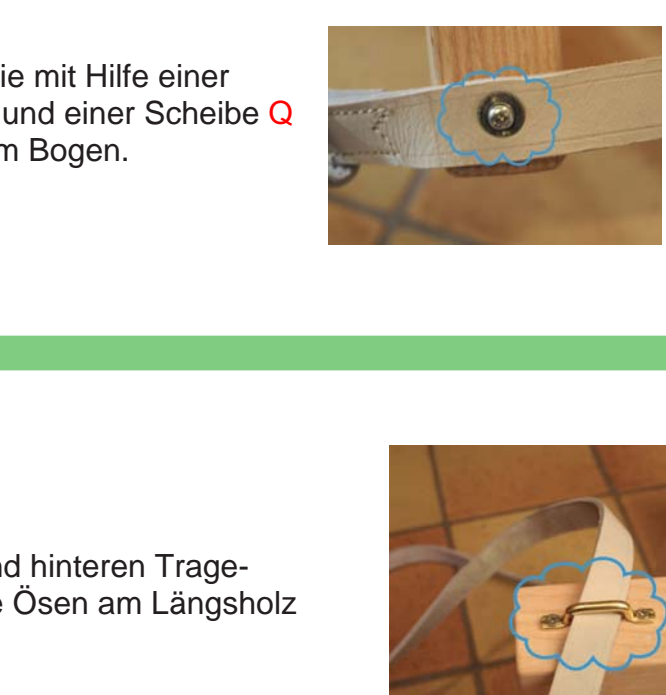 ie mit Hilfe einer
und einer Scheibe Q
m Bogen.
nd hinteren Trage-
e Ösen am Längsholz